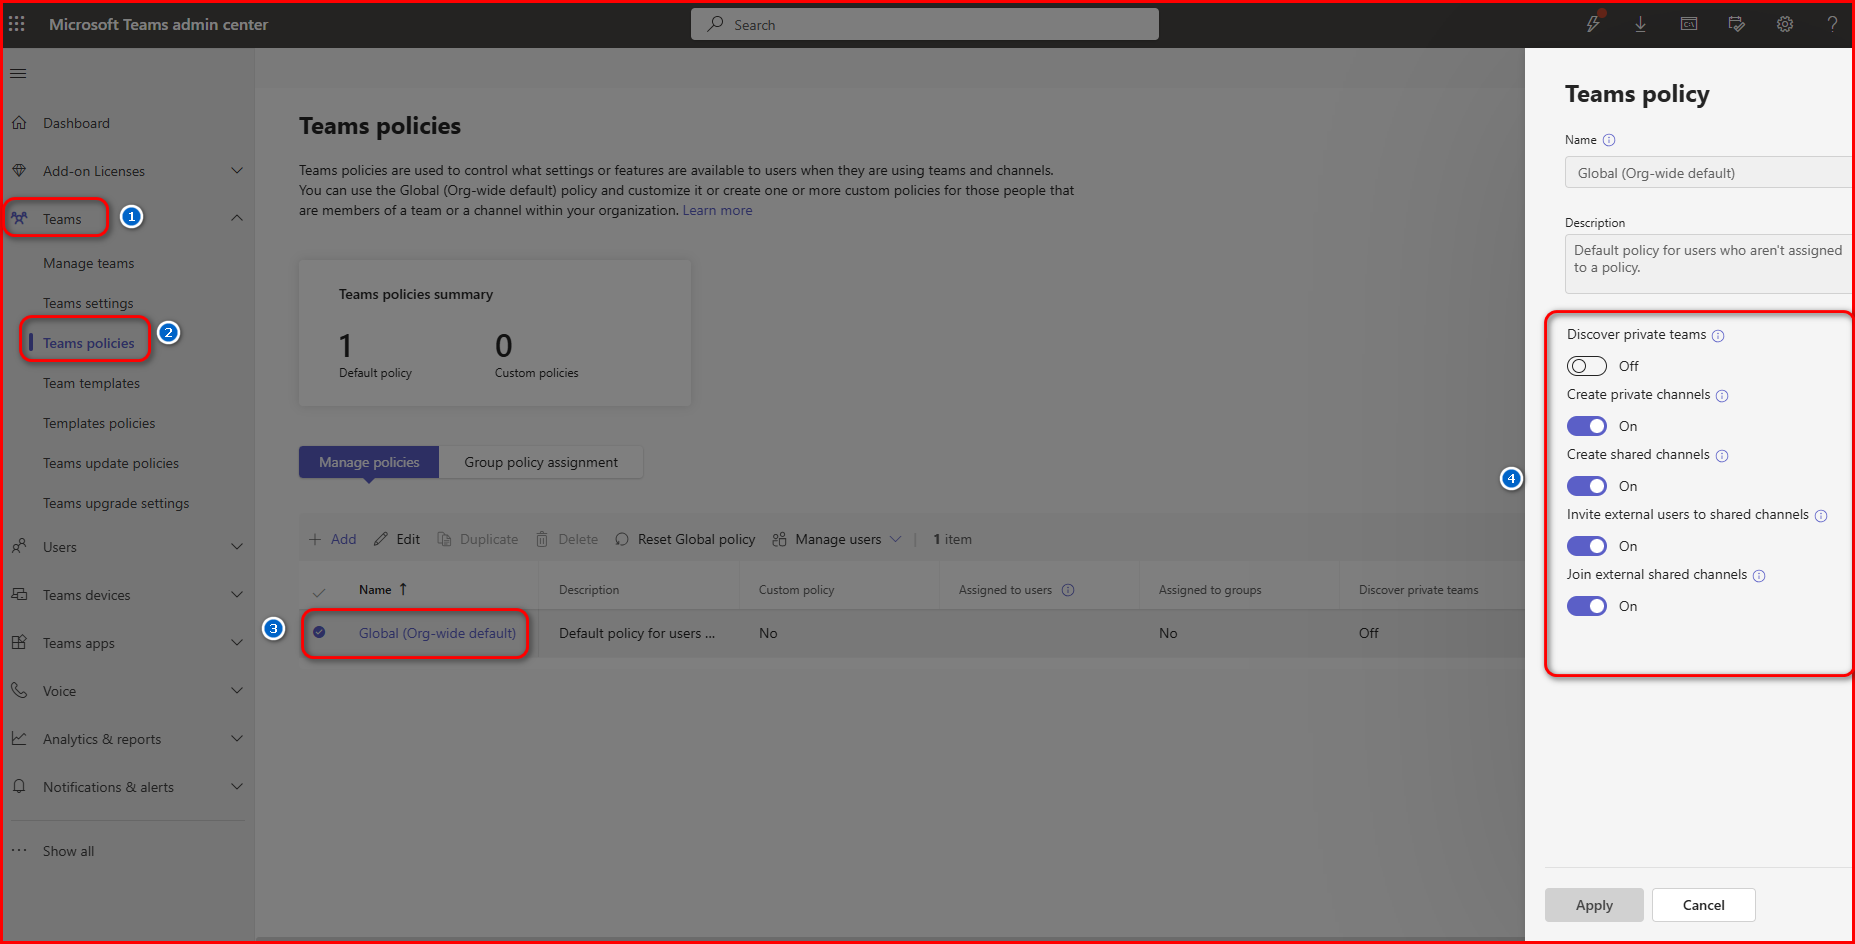 Microsoft Teams admin center
Search
Dashboard
Add-on Licenses
Teams
1
Manage teams
Teams settings
Teams policies
2
Team templates
Templates policies
Teams update policies
Teams upgrade settings
Users
Teams devices
Teams apps
Voice
Analytics & reports
Notifications & alerts
Show all
Teams policies
Teams policies are used to control what settings or features are available to users when they are using teams and channels.
You can use the Global (Org-wide default) policy and customize it or create one or more custom policies for those people that
are members of a team or a channel within your organization. Learn more
Teams policies summary
1
Default policy
0
Custom policies
Manage policies
Group policy assignment
Add
Edit
Duplicate
Delete
Reset Global policy
Manage users
1 item
Name ↑
Description
Custom policy
Assigned to users
Assigned to groups
Discover private teams
3
Global (Org-wide default)
Default policy for users ...
No
No
Off
Teams policy
Name
Global (Org-wide default)
Description
Default policy for users who aren't assigned
to a policy.
4
Discover private teams
Off
Create private channels
On
Create shared channels
On
Invite external users to shared channels
On
Join external shared channels
On
Apply
Cancel